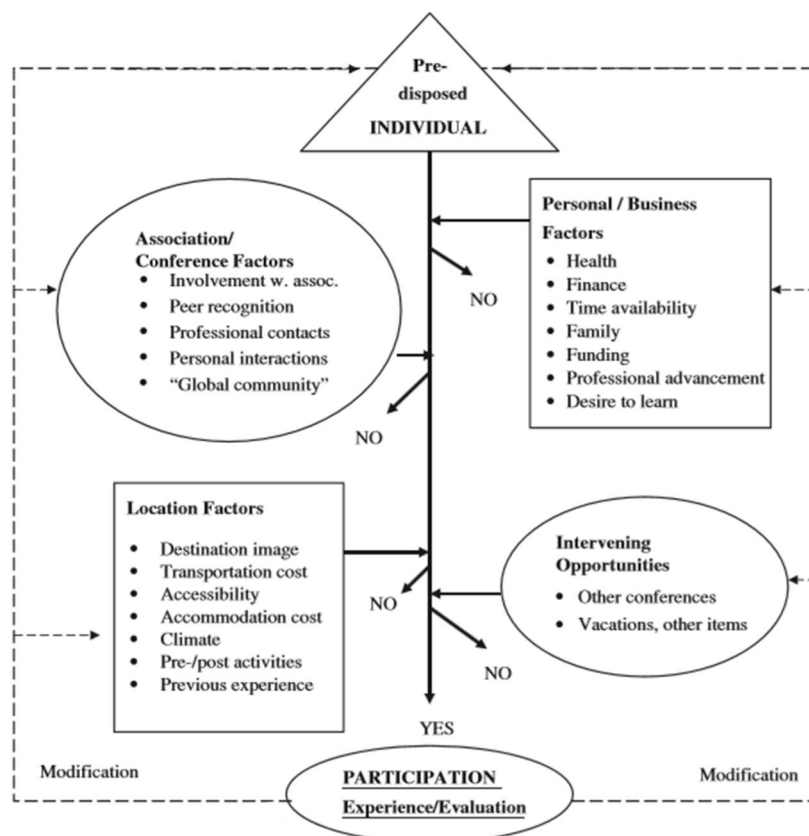 Pre-
disposed
INDIVIDUAL
Personal / Business
Factors
• Health
• Finance
• Time availability
• Family
• Funding
• Professional advancement
• Desire to learn
NO
Association/
Conference Factors
• Involvement w. assoc.
• Peer recognition
• Professional contacts
• Personal interactions
• “Global community”
NO
Location Factors
• Destination image
• Transportation cost
• Accessibility
• Accommodation cost
• Climate
• Pre-/post activities
• Previous experience
NO
Intervening
Opportunities
• Other conferences
• Vacations, other items
NO
YES
Modification
PARTICIPATION
Experience/Evaluation
Modification